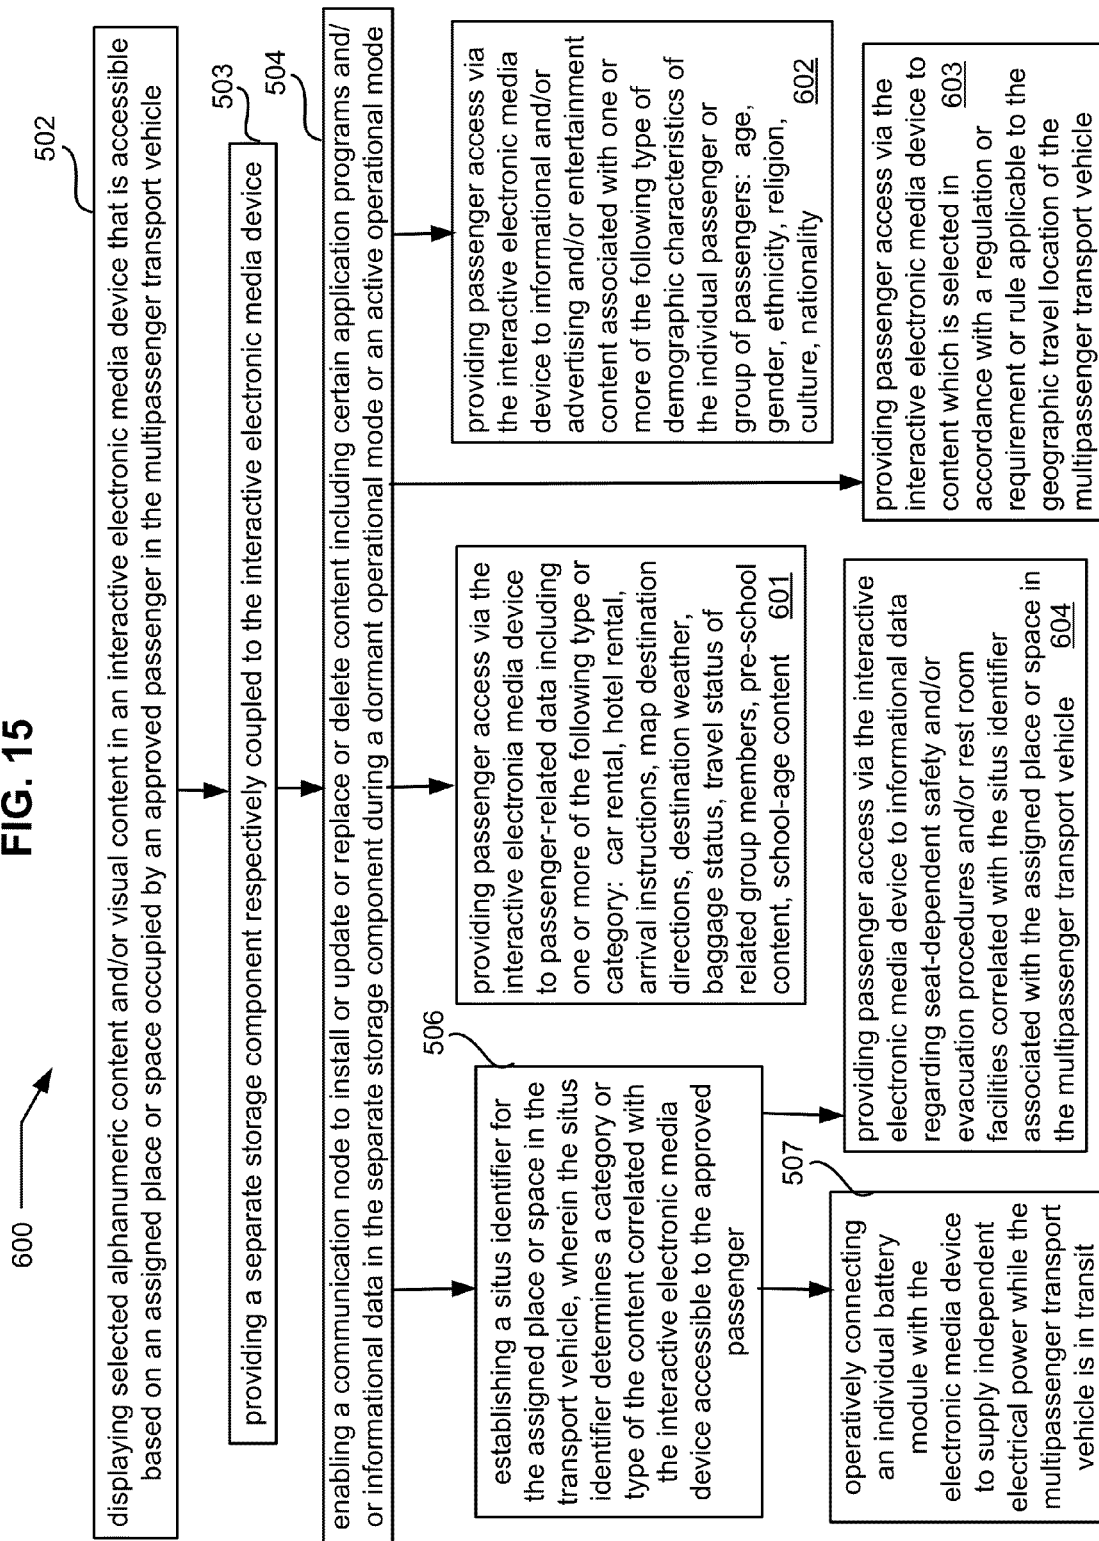 FIG. 15
600
502
displaying selected alphanumeric content and/or visual content in an interactive electronic media device that is accessible
based on an assigned place or space occupied by an approved passenger in the multipassenger transport vehicle
503
providing a separate storage component respectively coupled to the interactive electronic media device
504
enabling a communication node to install or update or replace or delete content including certain application programs and/
or informational data in the separate storage component during a dormant operational mode or an active operational mode
506
establishing a situs identifier for
the assigned place or space in the
transport vehicle, wherein the situs
identifier determines a category or
type of the content correlated with
the interactive electronic media
device accessible to the approved
passenger
providing passenger access via the
interactive electronia media device
to passenger-related data including
one or more of the following type or
category: car rental, hotel rental,
arrival instructions, map destination
directions, destination weather,
baggage status, travel status of
related group members, pre-school
content, school-age content 601
providing passenger access via
the interactive electronic media
device to informational and/or
advertising and/or entertainment
content associated with one or
more of the following type of
demographic characteristics of
the individual passenger or
group of passengers: age,
gender, ethnicity, religion,
culture, nationality 602
507
operatively connecting
an individual battery
module with the
electronic media device
to supply independent
electrical power while the
multipassenger transport
vehicle is in transit
providing passenger access via the interactive
electronic media device to informational data
regarding seat-dependent safety and/or
evacuation procedures and/or rest room
facilities correlated with the situs identifier
associated with the assigned place or space in
the multipassenger transport vehicle 604
providing passenger access via the
interactive electronic media device to
content which is selected in 603
accordance with a regulation or
requirement or rule applicable to the
geographic travel location of the
multipassenger transport vehicle